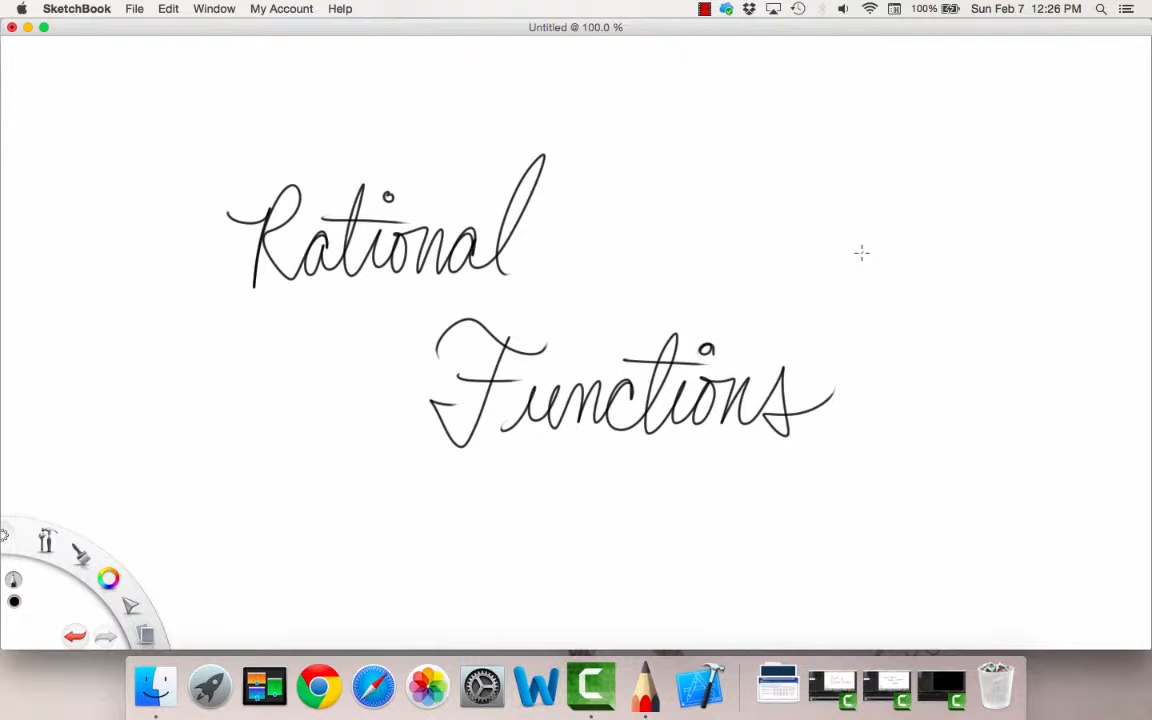 SketchBook File Edit Window My Account Help 100% Sun Feb 7 12:26 PM
Untitled @ 100.0 %
Rational
Functions